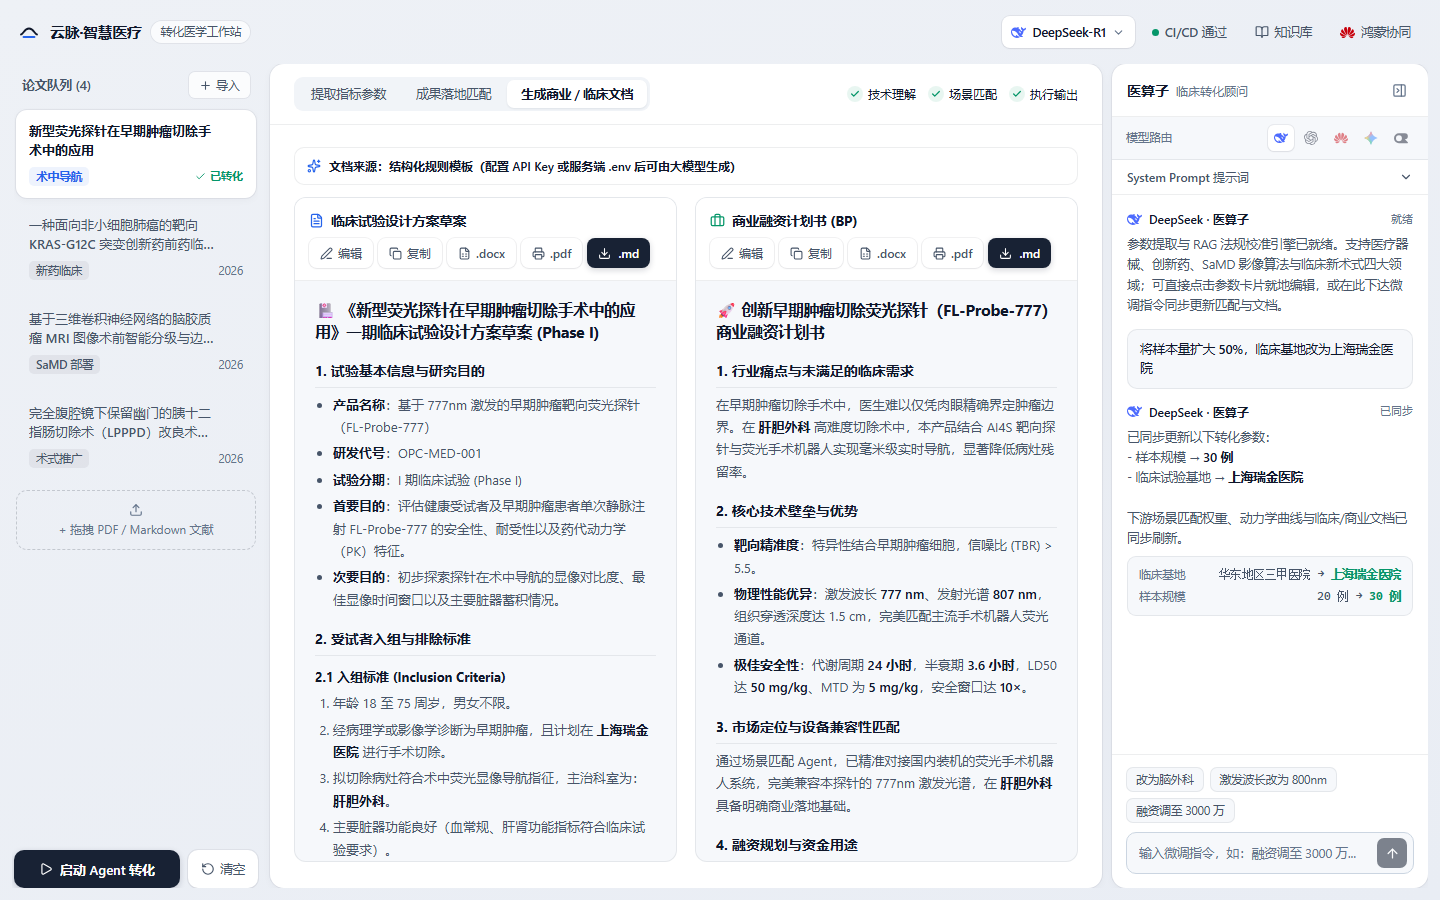 云脉·智慧医疗
转化医学工作站
DeepSeek-R1
CI/CD 通过
知识库
鸿蒙协同
论文队列 (4)
导入
新型荧光探针在早期肿瘤切除手
术中的应用
术中导航
已转化
一种面向非小细胞肺癌的靶向
KRAS-G12C 突变创新药前药临...
新药临床
2026
基于三维卷积神经网络的脑胶质
瘤 MRI 图像术前智能分级与边...
SaMD 部署
2026
完全腹腔镜下保留幽门的胰十二
指肠切除术（LPPPD）改良术...
术式推广
2026
+ 拖拽 PDF / Markdown 文献
启动 Agent 转化
清空
提取指标参数
成果落地匹配
生成商业 / 临床文档
技术理解
场景匹配
执行输出
文档来源：结构化规则模板（配置 API Key 或服务端 .env 后可由大模型生成）
临床试验设计方案草案
编辑
复制
.docx
.pdf
.md
《新型荧光探针在早期肿瘤切除手术中的应
用》一期临床试验设计方案草案 (Phase I)
1. 试验基本信息与研究目的
产品名称：基于 777nm 激发的早期肿瘤靶向荧光探针
（FL-Probe-777）
研发代号：OPC-MED-001
试验分期：I 期临床试验 (Phase I)
首要目的：评估健康受试者及早期肿瘤患者单次静脉注
射 FL-Probe-777 的安全性、耐受性以及药代动力学
（PK）特征。
次要目的：初步探索探针在术中导航的显像对比度、最
佳显像时间窗口以及主要脏器蓄积情况。
2. 受试者入组与排除标准
2.1 入组标准 (Inclusion Criteria)
1. 年龄 18 至 75 周岁，男女不限。
2. 经病理学或影像学诊断为早期肿瘤，且计划在 上海瑞金
医院 进行手术切除。
3. 拟切除病灶符合术中荧光显像导航指征，主治科室为：
肝胆外科。
4. 主要脏器功能良好（血常规、肝肾功能指标符合临床试
验要求）。
商业融资计划书 (BP)
编辑
复制
.docx
.pdf
.md
🚀 创新早期肿瘤切除荧光探针（FL-Probe-777）
商业融资计划书
1. 行业痛点与未满足的临床需求
在早期肿瘤切除手术中，医生难以仅凭肉眼精确界定肿瘤边
界。在 肝胆外科 高难度切除术中，本产品结合 AI4S 靶向探
针与荧光手术机器人实现毫米级实时导航，显著降低病灶残
留率。
2. 核心技术壁垒与优势
靶向精准度：特异性结合早期肿瘤细胞，信噪比 (TBR) >
5.5。
物理性能优异：激发波长 777 nm、发射光谱 807 nm，
组织穿透深度达 1.5 cm，完美匹配主流手术机器人荧光
通道。
极佳安全性：代谢周期 24 小时，半衰期 3.6 小时，LD50
达 50 mg/kg、MTD 为 5 mg/kg，安全窗口达 10×。
3. 市场定位与设备兼容性匹配
通过场景匹配 Agent，已精准对接国内装机的荧光手术机器
人系统，完美兼容本探针的 777nm 激发光谱，在 肝胆外科
具备明确商业落地基础。
4. 融资规划与资金用途
医算子
临床转化顾问
模型路由
System Prompt 提示词
DeepSeek · 医算子
就绪
参数提取与 RAG 法规校准引擎已就绪。支持医疗器
械、创新药、SaMD 影像算法与临床新术式四大领
域；可直接点击参数卡片就地编辑，或在此下达微
调指令同步更新匹配与文档。
将样本量扩大 50%，临床基地改为上海瑞金医
院
DeepSeek · 医算子
已同步
已同步更新以下转化参数：
- 样本规模 → 30 例
- 临床试验基地 → 上海瑞金医院
下游场景匹配权重、动力学曲线与临床/商业文档已
同步刷新。
临床基地
华东地区三甲医院 → 上海瑞金医院
样本规模
20 例 → 30 例
改为脑外科
激发波长改为 800nm
融资调至 3000 万
输入微调指令，如：融资调至 3000 万...